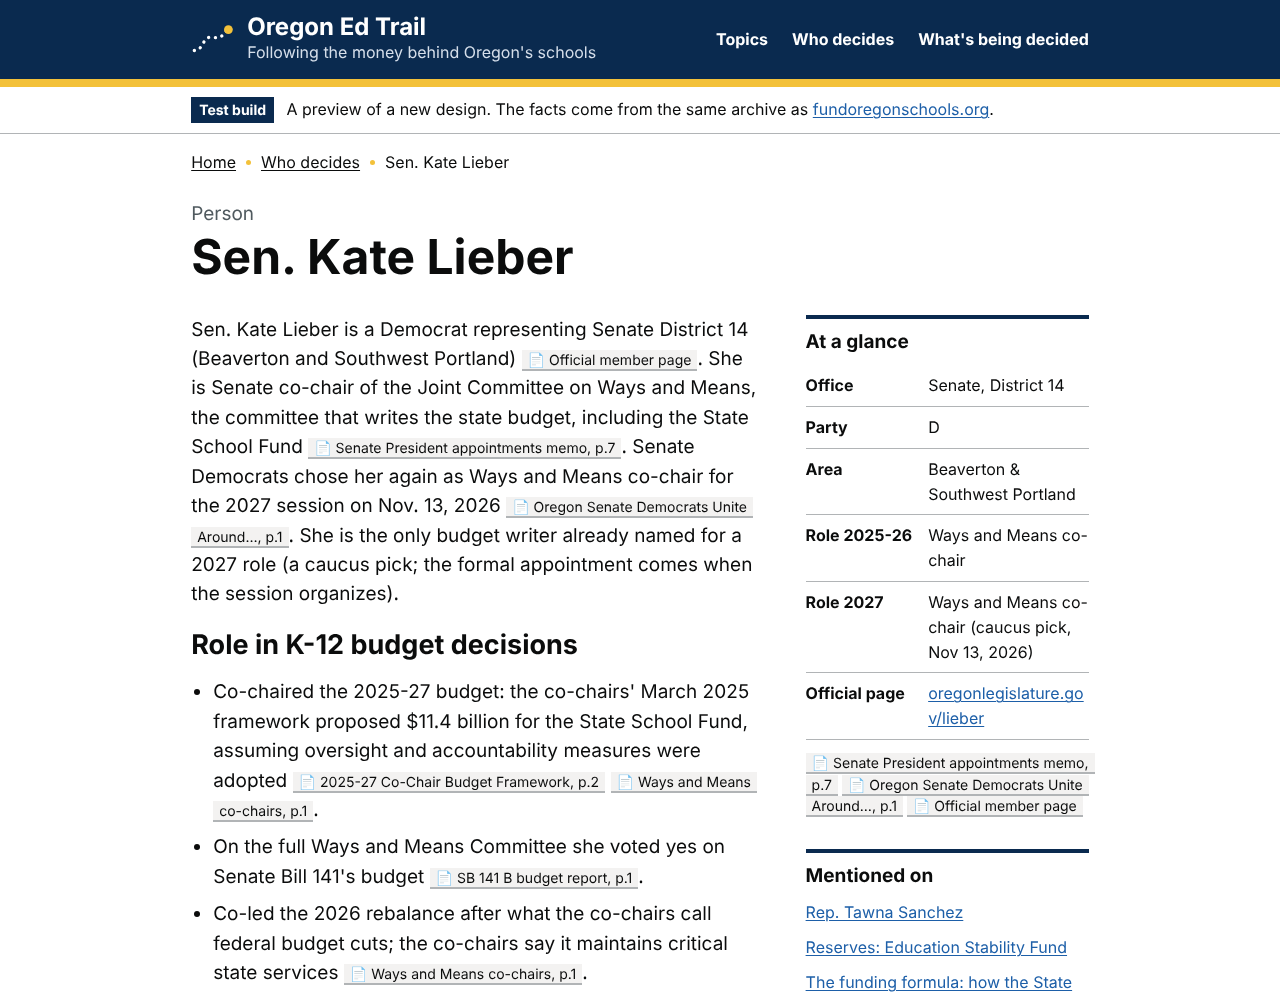 Oregon Ed Trail
Following the money behind Oregon's schools
Topics Who decides What's being decided
Test build A preview of a new design. The facts come from the same archive as fundoregonschools.org.
Home • Who decides • Sen. Kate Lieber
Person
Sen. Kate Lieber
Sen. Kate Lieber is a Democrat representing Senate District 14
(Beaverton and Southwest Portland) 📄 Official member page. She
is Senate co-chair of the Joint Committee on Ways and Means,
the committee that writes the state budget, including the State
School Fund 📄 Senate President appointments memo, p.7. Senate
Democrats chose her again as Ways and Means co-chair for
the 2027 session on Nov. 13, 2026 📄 Oregon Senate Democrats Unite
Around…, p.1. She is the only budget writer already named for a
2027 role (a caucus pick; the formal appointment comes when
the session organizes).
Role in K-12 budget decisions
• Co-chaired the 2025-27 budget: the co-chairs' March 2025
framework proposed $11.4 billion for the State School Fund,
assuming oversight and accountability measures were
adopted 📄 2025-27 Co-Chair Budget Framework, p.2 📄 Ways and Means
co-chairs, p.1.
• On the full Ways and Means Committee she voted yes on
Senate Bill 141's budget 📄 SB 141 B budget report, p.1.
• Co-led the 2026 rebalance after what the co-chairs call
federal budget cuts; the co-chairs say it maintains critical
state services 📄 Ways and Means co-chairs, p.1.
At a glance
Office Senate, District 14
Party D
Area Beaverton &
Southwest Portland
Role 2025-26 Ways and Means co-
chair
Role 2027 Ways and Means co-
chair (caucus pick,
Nov 13, 2026)
Official page oregonlegislature.go
v/lieber
📄 Senate President appointments memo,
p.7 📄 Oregon Senate Democrats Unite
Around…, p.1 📄 Official member page
Mentioned on
Rep. Tawna Sanchez
Reserves: Education Stability Fund
The funding formula: how the State